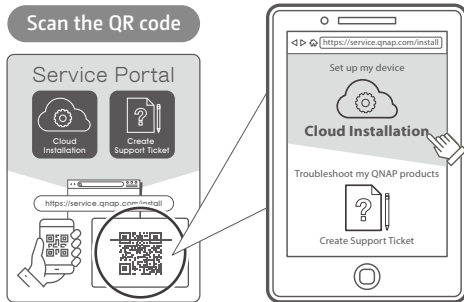 Scan the QR code
Service Portal
Cloud
Installation
Create
Support Ticket
https://service.qnap.com/install
https://service.qnap.com/install
Set up my device
Cloud Installation
Troubleshoot my QNAP products
Create Support Ticket